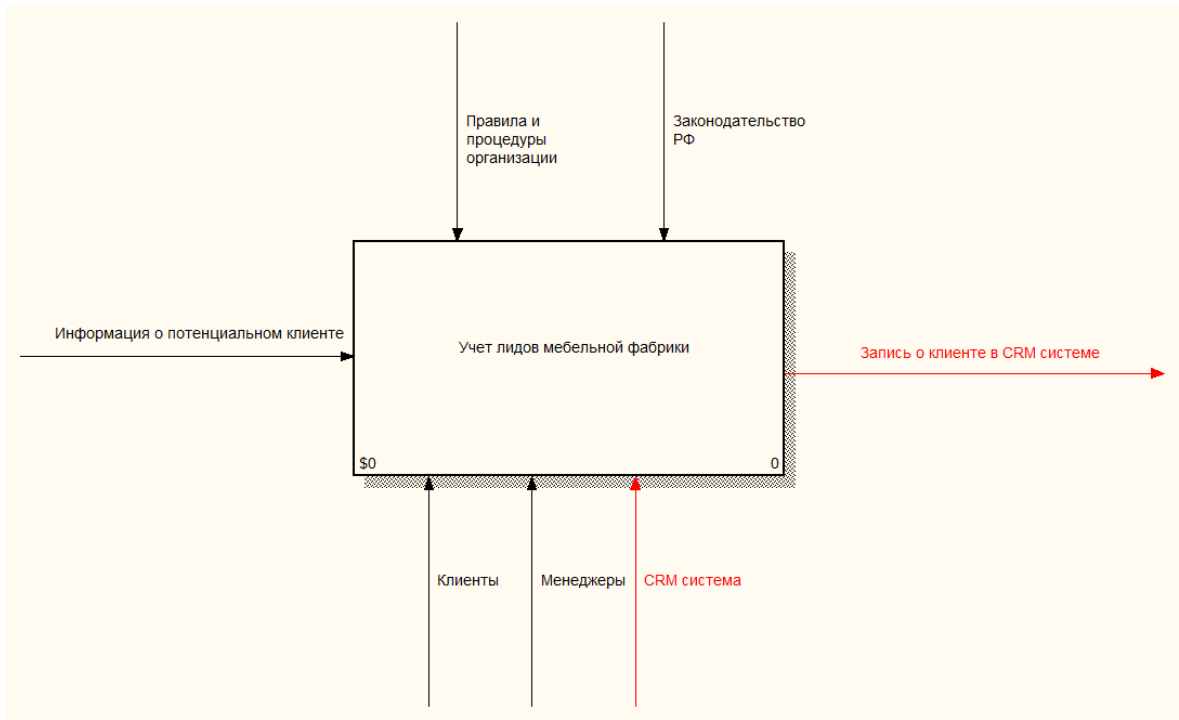 Правила и
процедуры
организации
Законодательство
РФ
Информация о потенциальном клиенте
Учет лидов мебельной фабрики
Запись о клиенте в CRM системе
$0
0
Клиенты
Менеджеры
CRM система